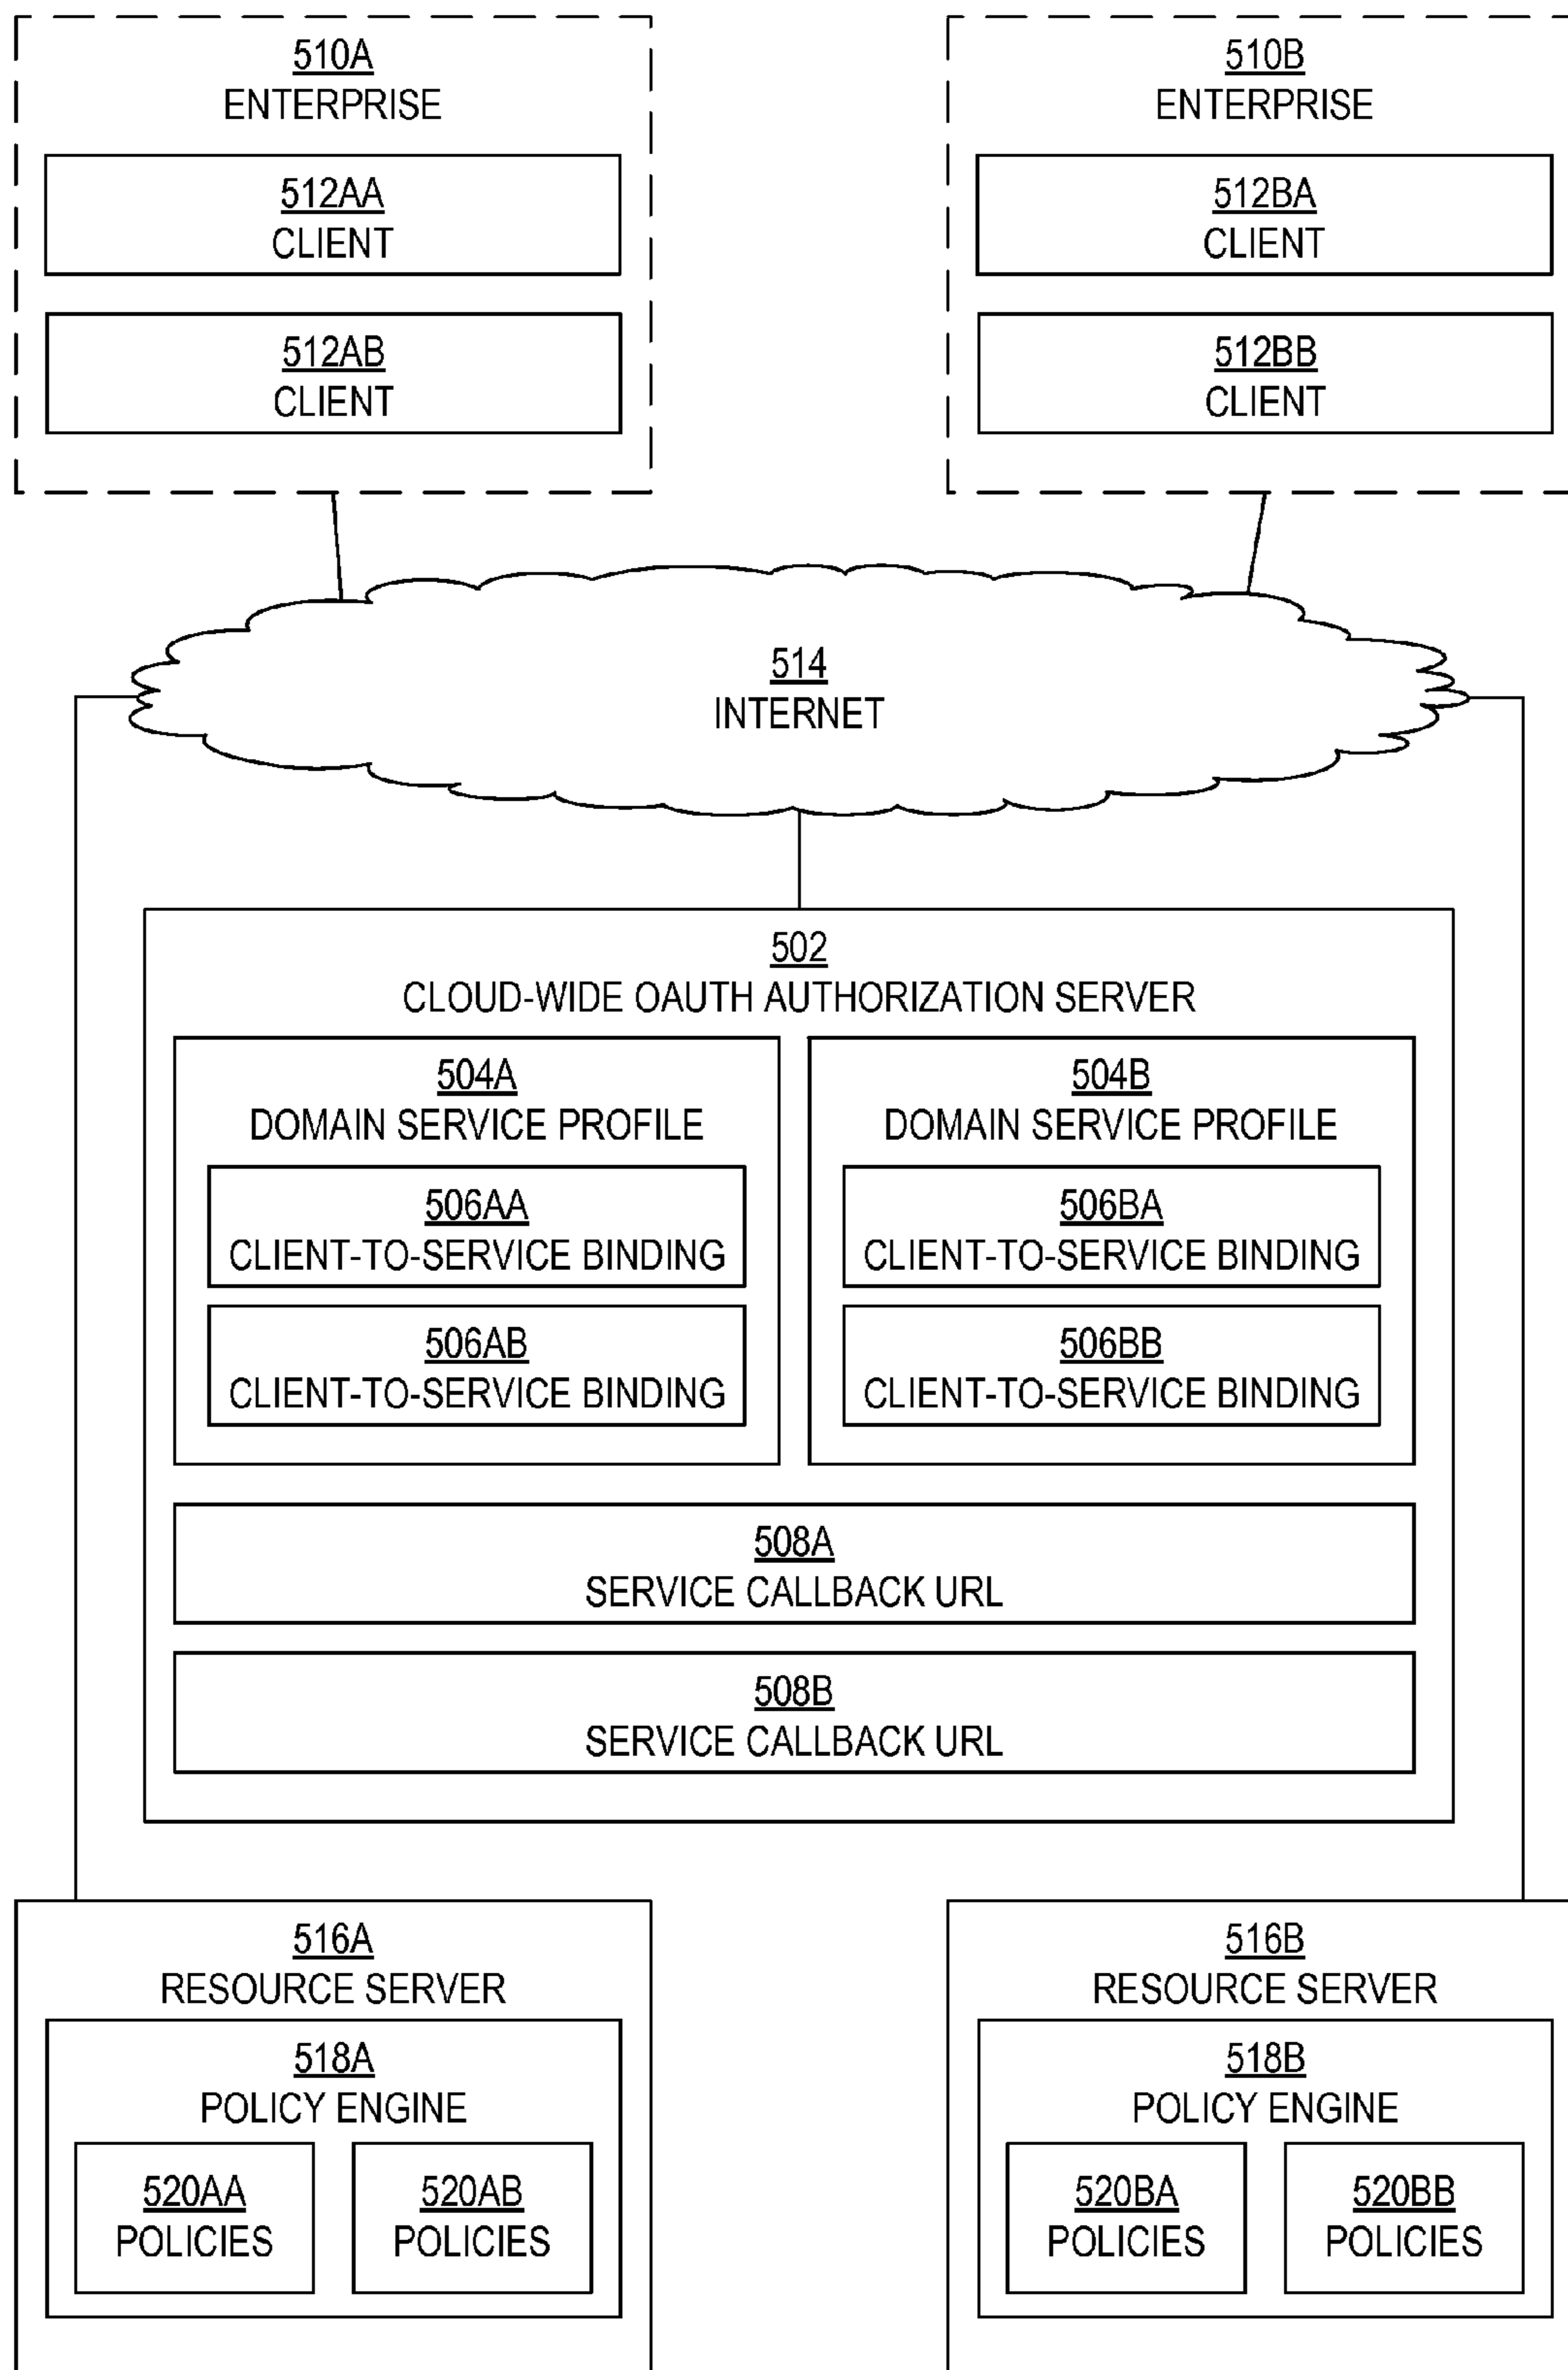 510A
ENTERPRISE
512AA
CLIENT
512AB
CLIENT
510B
ENTERPRISE
512BA
CLIENT
512BB
CLIENT
514
INTERNET
502
CLOUD-WIDE OAUTH AUTHORIZATION SERVER
504A
DOMAIN SERVICE PROFILE
506AA
CLIENT-TO-SERVICE BINDING
506AB
CLIENT-TO-SERVICE BINDING
504B
DOMAIN SERVICE PROFILE
506BA
CLIENT-TO-SERVICE BINDING
506BB
CLIENT-TO-SERVICE BINDING
508A
SERVICE CALLBACK URL
508B
SERVICE CALLBACK URL
516A
RESOURCE SERVER
518A
POLICY ENGINE
520AA
POLICIES
520AB
POLICIES
516B
RESOURCE SERVER
518B
POLICY ENGINE
520BA
POLICIES
520BB
POLICIES